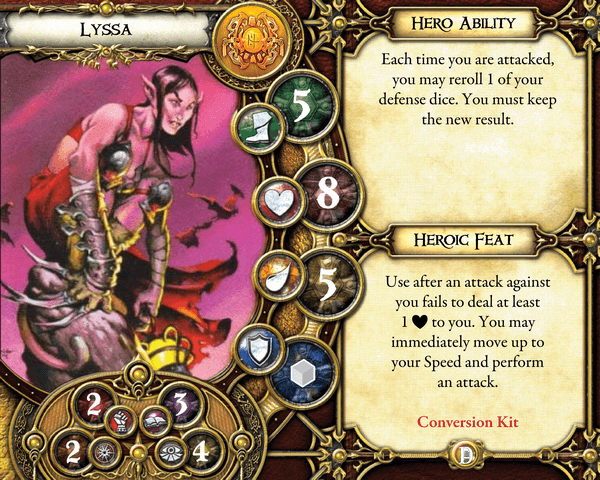 Lyssa
5
8
5
2
3
2
4
Hero Ability
Each time you are attacked,
you may reroll 1 of your
defense dice. You must keep
the new result.
Heroic Feat
Use after an attack against
you fails to deal at least
1 ♥ to you. You may
immediately move up to
your Speed and perform
an attack.
Conversion Kit
D